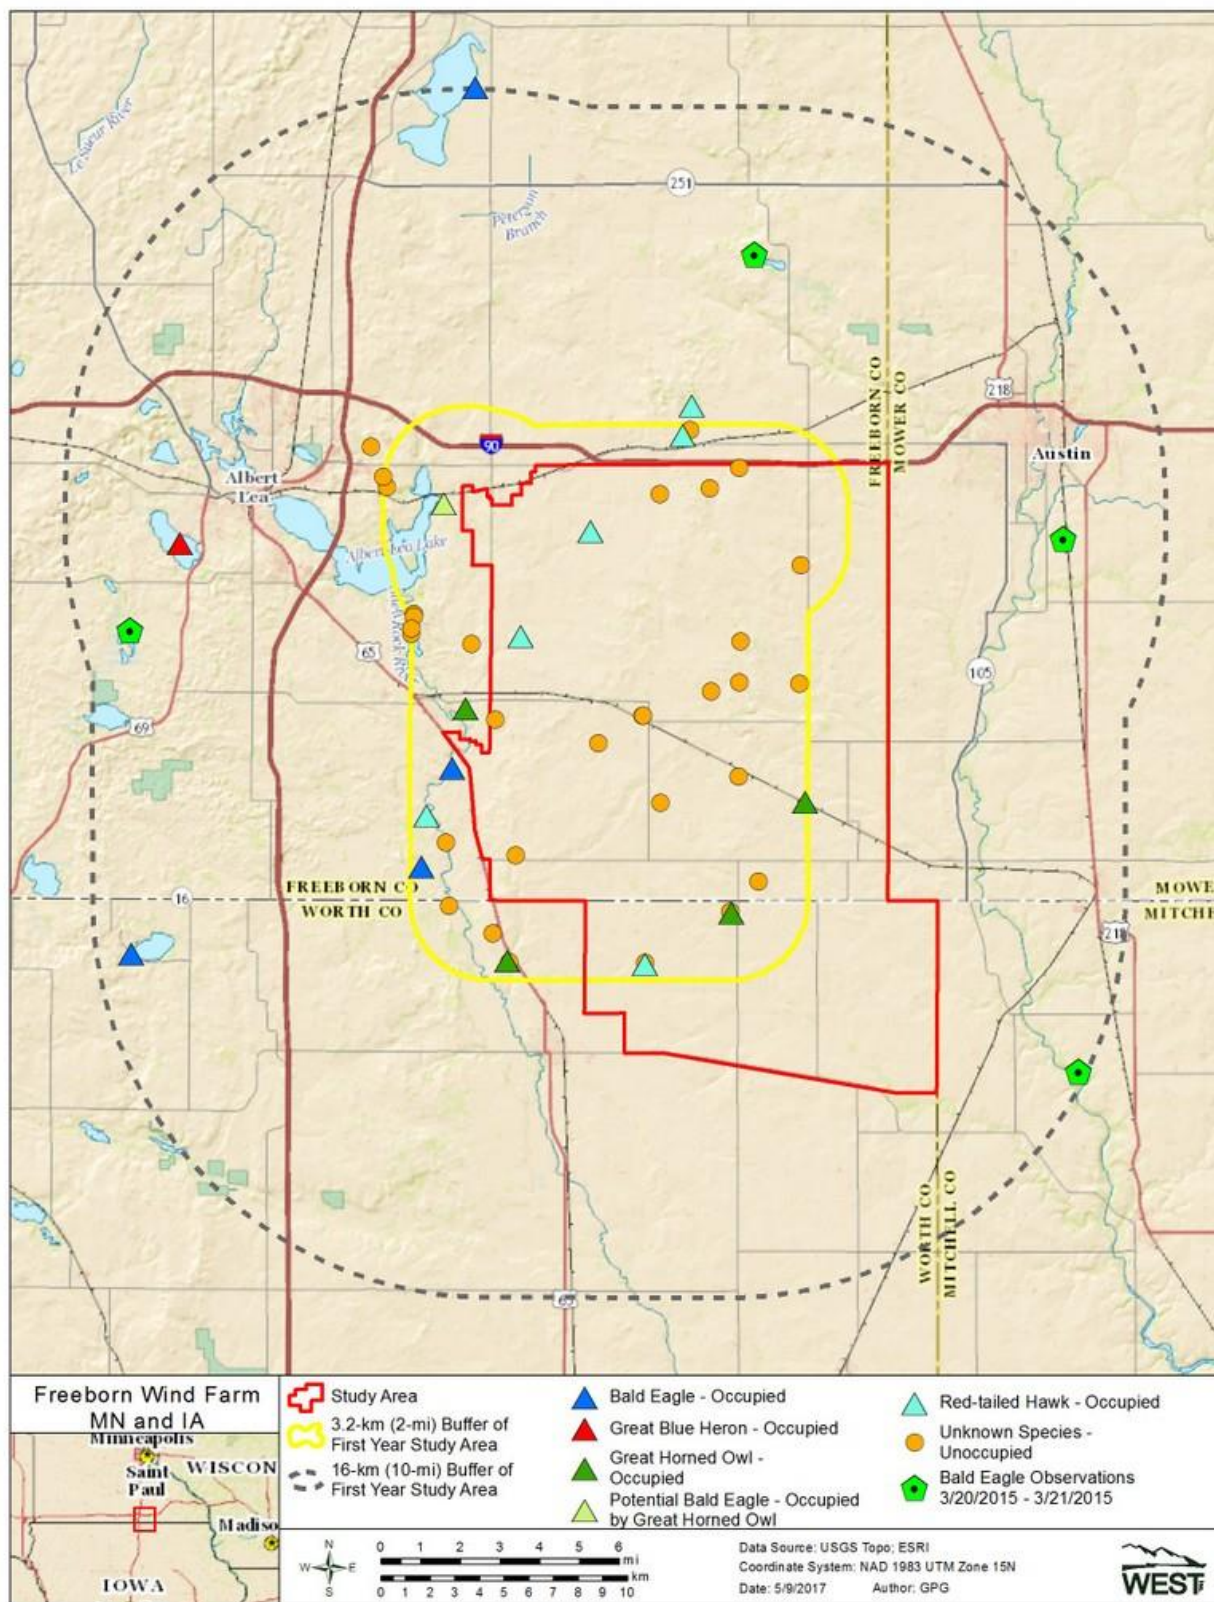 Le Sueur River
251
Peterson
Branch
FREEBORN CO
MOWER CO
218
90
Albert
Lea
Austin
Albert Lea Lake
65
105
69
FREEBORN CO
WORTH CO
16
MOWE
MITCHE
218
WORTH CO
MITCHELL CO
65
Freeborn Wind Farm
MN and IA
Minneapolis
Saint
Paul
WISCON
Madiso
IOWA
Study Area
3.2-km (2-mi) Buffer of
First Year Study Area
16-km (10-mi) Buffer of
First Year Study Area
Bald Eagle - Occupied
Great Blue Heron - Occupied
Great Horned Owl -
Occupied
Potential Bald Eagle - Occupied
by Great Horned Owl
Red-tailed Hawk - Occupied
Unknown Species -
Unoccupied
Bald Eagle Observations
3/20/2015 - 3/21/2015
N
W E
S
0 1 2 3 4 5 6
mi
km
0 1 2 3 4 5 6 7 8 9 10
Data Source: USGS Topo; ESRI
Coordinate System: NAD 1983 UTM Zone 15N
Date: 5/9/2017 Author: GPG
WEST